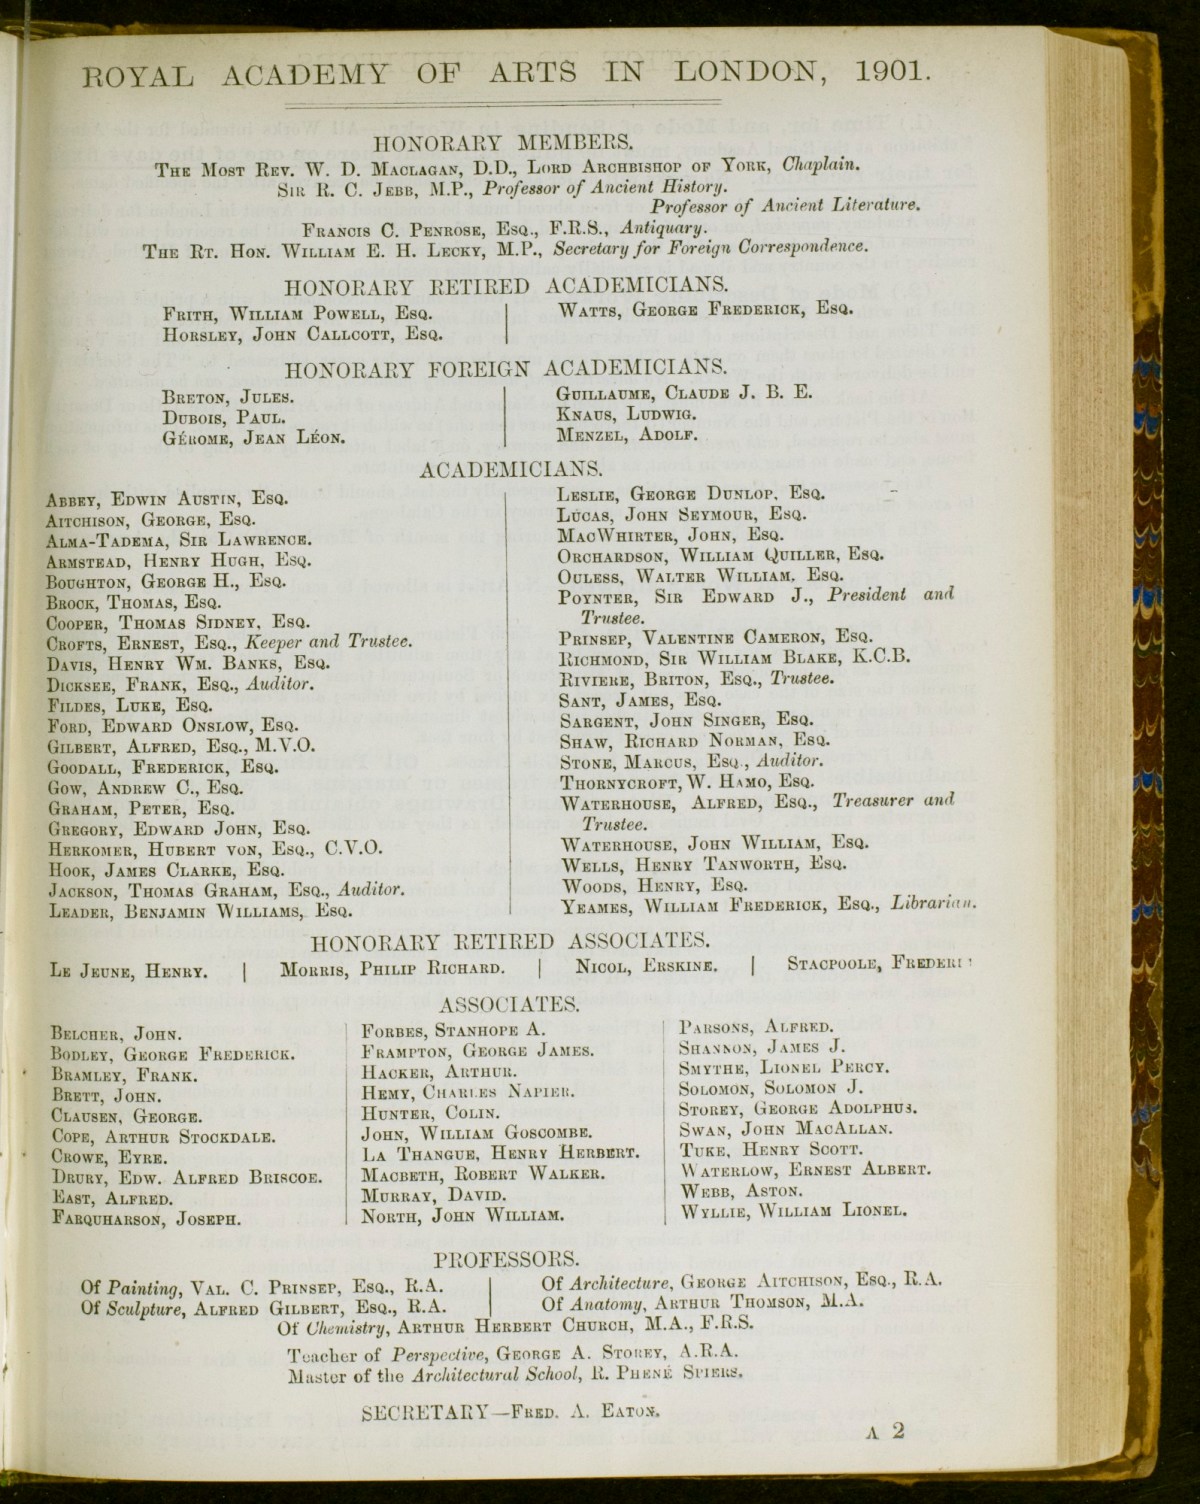 ROYAL ACADEMY OF ARTS IN LONDON, 1901.
HONORARY MEMBERS.
The Most Rev. W. D. Maclagan, D.D., Lord Archbishop of York, Chaplain.
Sir R. C. Jebb, M.P., Professor of Ancient History.
Professor of Ancient Literature.
Francis C. Penrose, Esq., F.R.S., Antiquary.
The Rt. Hon. William E. H. Lecky, M.P., Secretary for Foreign Correspondence.
HONORARY RETIRED ACADEMICIANS.
Frith, William Powell, Esq.
Horsley, John Callcott, Esq.
Watts, George Frederick, Esq.
HONORARY FOREIGN ACADEMICIANS.
Breton, Jules.
Dubois, Paul.
Gérome, Jean Léon.
Guillaume, Claude J. B. E.
Knaus, Ludwig.
Menzel, Adolf.
ACADEMICIANS.
Abbey, Edwin Austin, Esq.
Aitchison, George, Esq.
Alma-Tadema, Sir Lawrence.
Armstead, Henry Hugh, Esq.
Boughton, George H., Esq.
Brock, Thomas, Esq.
Cooper, Thomas Sidney, Esq.
Crofts, Ernest, Esq., Keeper and Trustee.
Davis, Henry Wm. Banks, Esq.
Dicksee, Frank, Esq., Auditor.
Fildes, Luke, Esq.
Ford, Edward Onslow, Esq.
Gilbert, Alfred, Esq., M.V.O.
Goodall, Frederick, Esq.
Gow, Andrew C., Esq.
Graham, Peter, Esq.
Gregory, Edward John, Esq.
Herkomer, Hubert von, Esq., C.V.O.
Hook, James Clarke, Esq.
Jackson, Thomas Graham, Esq., Auditor.
Leader, Benjamin Williams, Esq.
Leslie, George Dunlop, Esq.
Lucas, John Seymour, Esq.
MacWhirter, John, Esq.
Orchardson, William Quiller, Esq.
Ouless, Walter William, Esq.
Poynter, Sir Edward J., President and
Trustee.
Prinsep, Valentine Cameron, Esq.
Richmond, Sir William Blake, K.C.B.
Riviere, Briton, Esq., Trustee.
Sant, James, Esq.
Sargent, John Singer, Esq.
Shaw, Richard Norman, Esq.
Stone, Marcus, Esq., Auditor.
Thornycroft, W. Hamo, Esq.
Waterhouse, Alfred, Esq., Treasurer and
Trustee.
Waterhouse, John William, Esq.
Wells, Henry Tanworth, Esq.
Woods, Henry, Esq.
Yeames, William Frederick, Esq., Librarian.
HONORARY RETIRED ASSOCIATES.
Le Jeune, Henry. | Morris, Philip Richard. | Nicol, Erskine. | Stacpoole,
ASSOCIATES.
Belcher, John.
Bodley, George Frederick.
Bramley, Frank.
Brett, John.
Clausen, George.
Cope, Arthur Stockdale.
Crowe, Eyre.
Drury, Edw. Alfred Briscoe.
East, Alfred.
Farquharson, Joseph.
Forbes, Stanhope A.
Frampton, George James.
Hacker, Arthur.
Hemy, Charles Napier.
Hunter, Colin.
John, William Goscombe.
La Thangue, Henry Herbert.
Macbeth, Robert Walker.
Murray, David.
North, John William.
Parsons, Alfred.
Shannon, James J.
Smythe, Lionel Percy.
Solomon, Solomon J.
Storey, George Adolphus.
Swan, John MacAllan.
Tuke, Henry Scott.
Waterlow, Ernest Albert.
Webb, Aston.
Wyllie, William Lionel.
PROFESSORS.
Of Painting, Val. C. Prinsep, Esq., R.A.
Of Sculpture, Alfred Gilbert, Esq., R.A.
Of Architecture, George Aitchison, Esq., R.A.
Of Anatomy, Arthur Thomson, M.A.
Of Chemistry, Arthur Herbert Church, M.A., F.R.S.
Teacher of Perspective, George A. Storey, A.R.A.
Master of the Architectural School, R. Phené Spiers.
SECRETARY—Fred. A. Eaton.
A 2